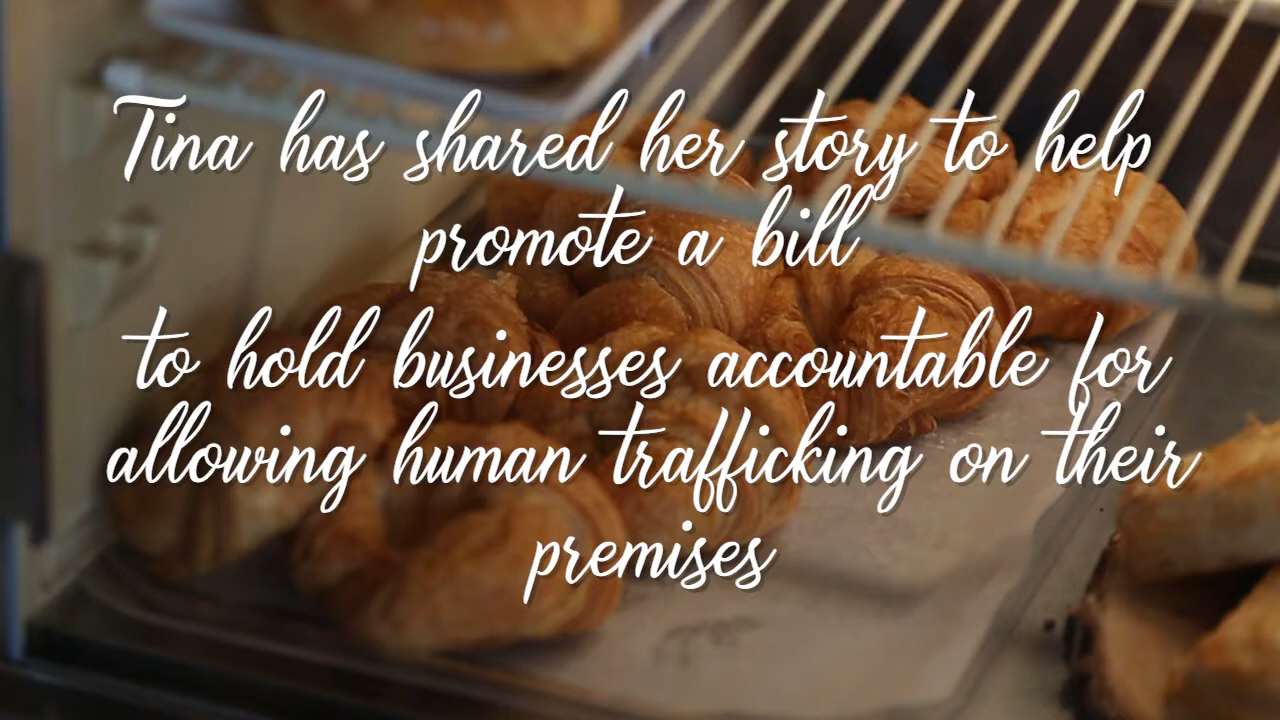 Tina has shared her story to help
promote a bill
to hold businesses accountable for
allowing human trafficking on their
premises